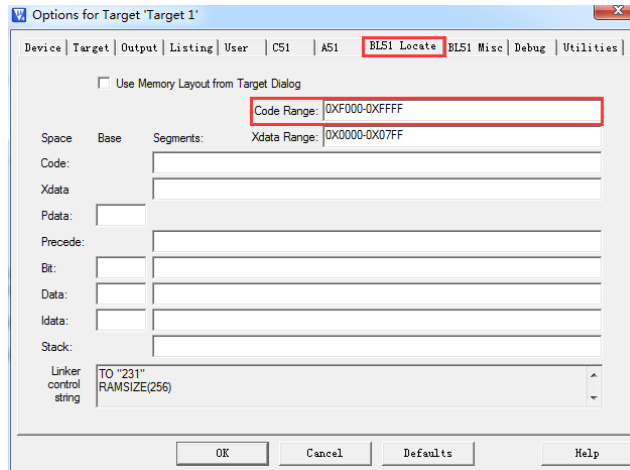 Options for Target 'Target 1'
Device Target Output Listing User C51 A51 BL51 Locate BL51 Misc Debug Utilities
Use Memory Layout from Target Dialog
Code Range: 0XF000-0XFFFF
Space Base Segments: Xdata Range: 0X0000-0X07FF
Code:
Xdata
Pdata:
Precede:
Bit:
Data:
Idata:
Stack:
Linker control string
TO "231"
RAMSIZE(256)
OK Cancel Defaults Help